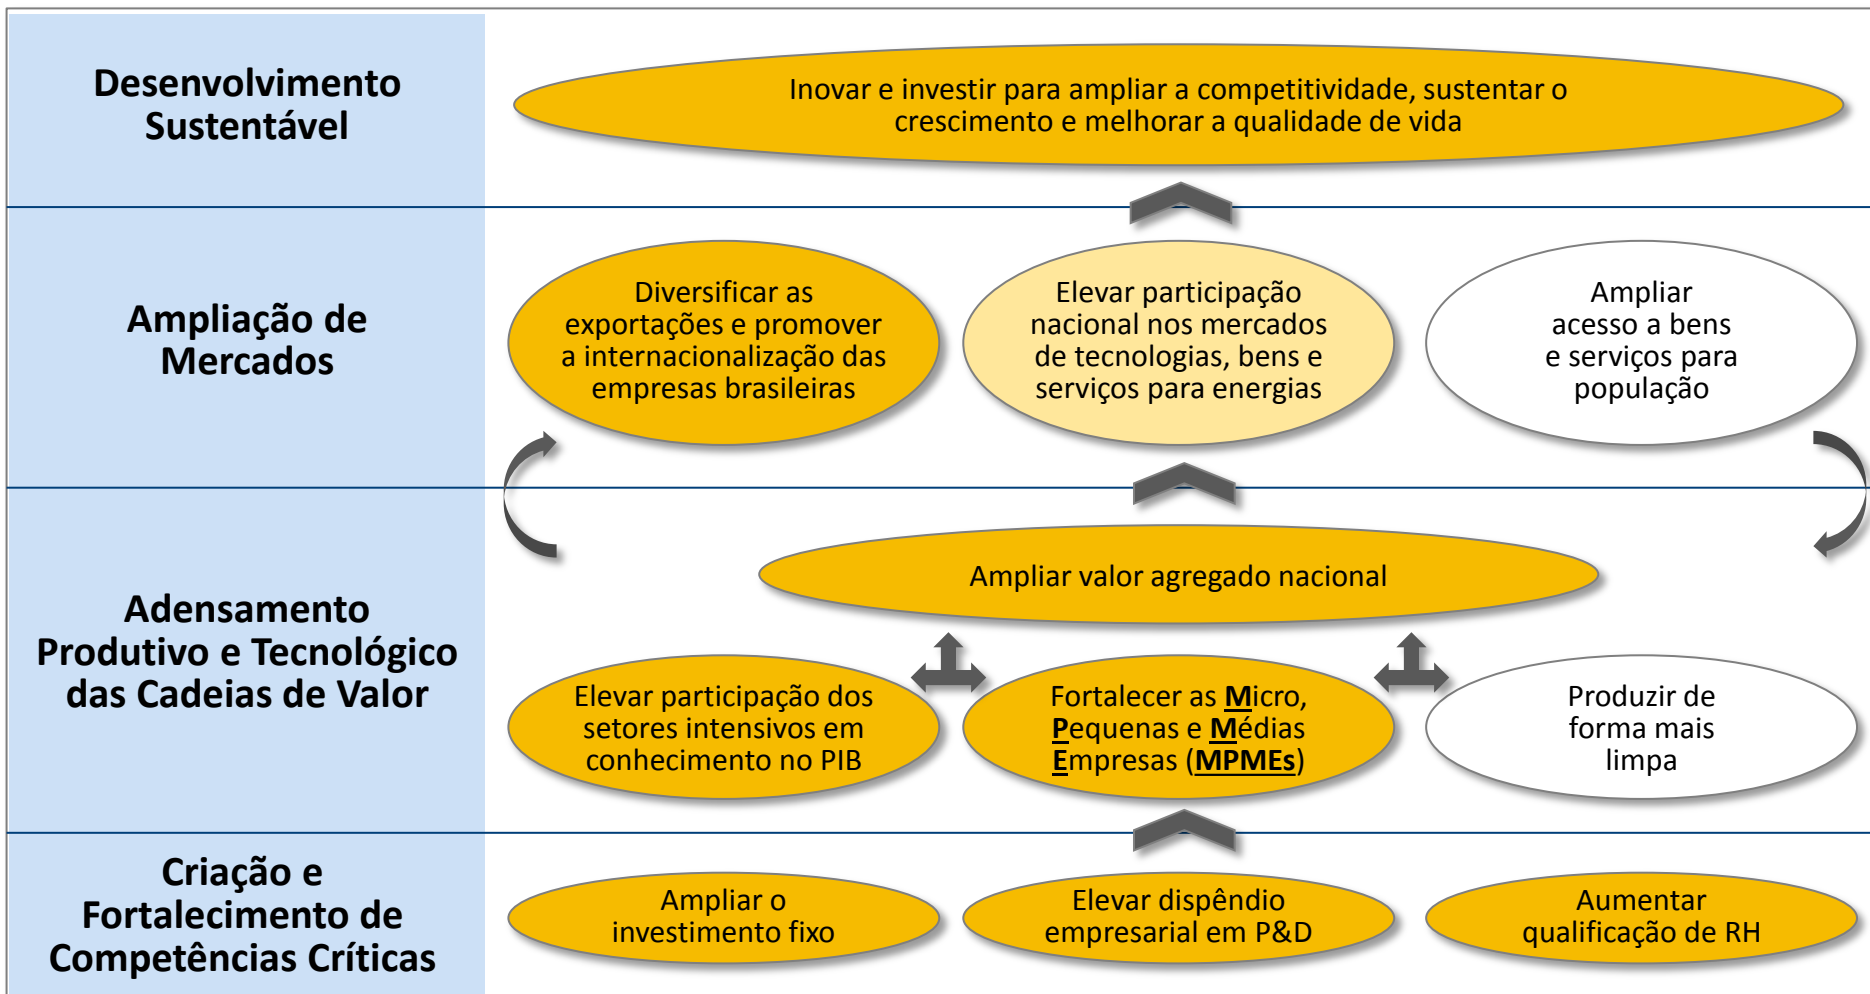 Desenvolvimento
Sustentável
Inovar e investir para ampliar a competitividade, sustentar o
crescimento e melhorar a qualidade de vida
Ampliação de
Mercados
Diversificar as
exportações e promover
a internacionalização das
empresas brasileiras
Elevar participação
nacional nos mercados
de tecnologias, bens e
serviços para energias
Ampliar
acesso a bens
e serviços para
população
Adensamento
Produtivo e Tecnológico
das Cadeias de Valor
Ampliar valor agregado nacional
Elevar participação dos
setores intensivos em
conhecimento no PIB
Fortalecer as Micro,
Pequenas e Médias
Empresas (MPMEs)
Produzir de
forma mais
limpa
Criação e
Fortalecimento de
Competências Críticas
Ampliar o
investimento fixo
Elevar dispêndio
empresarial em P&D
Aumentar
qualificação de RH